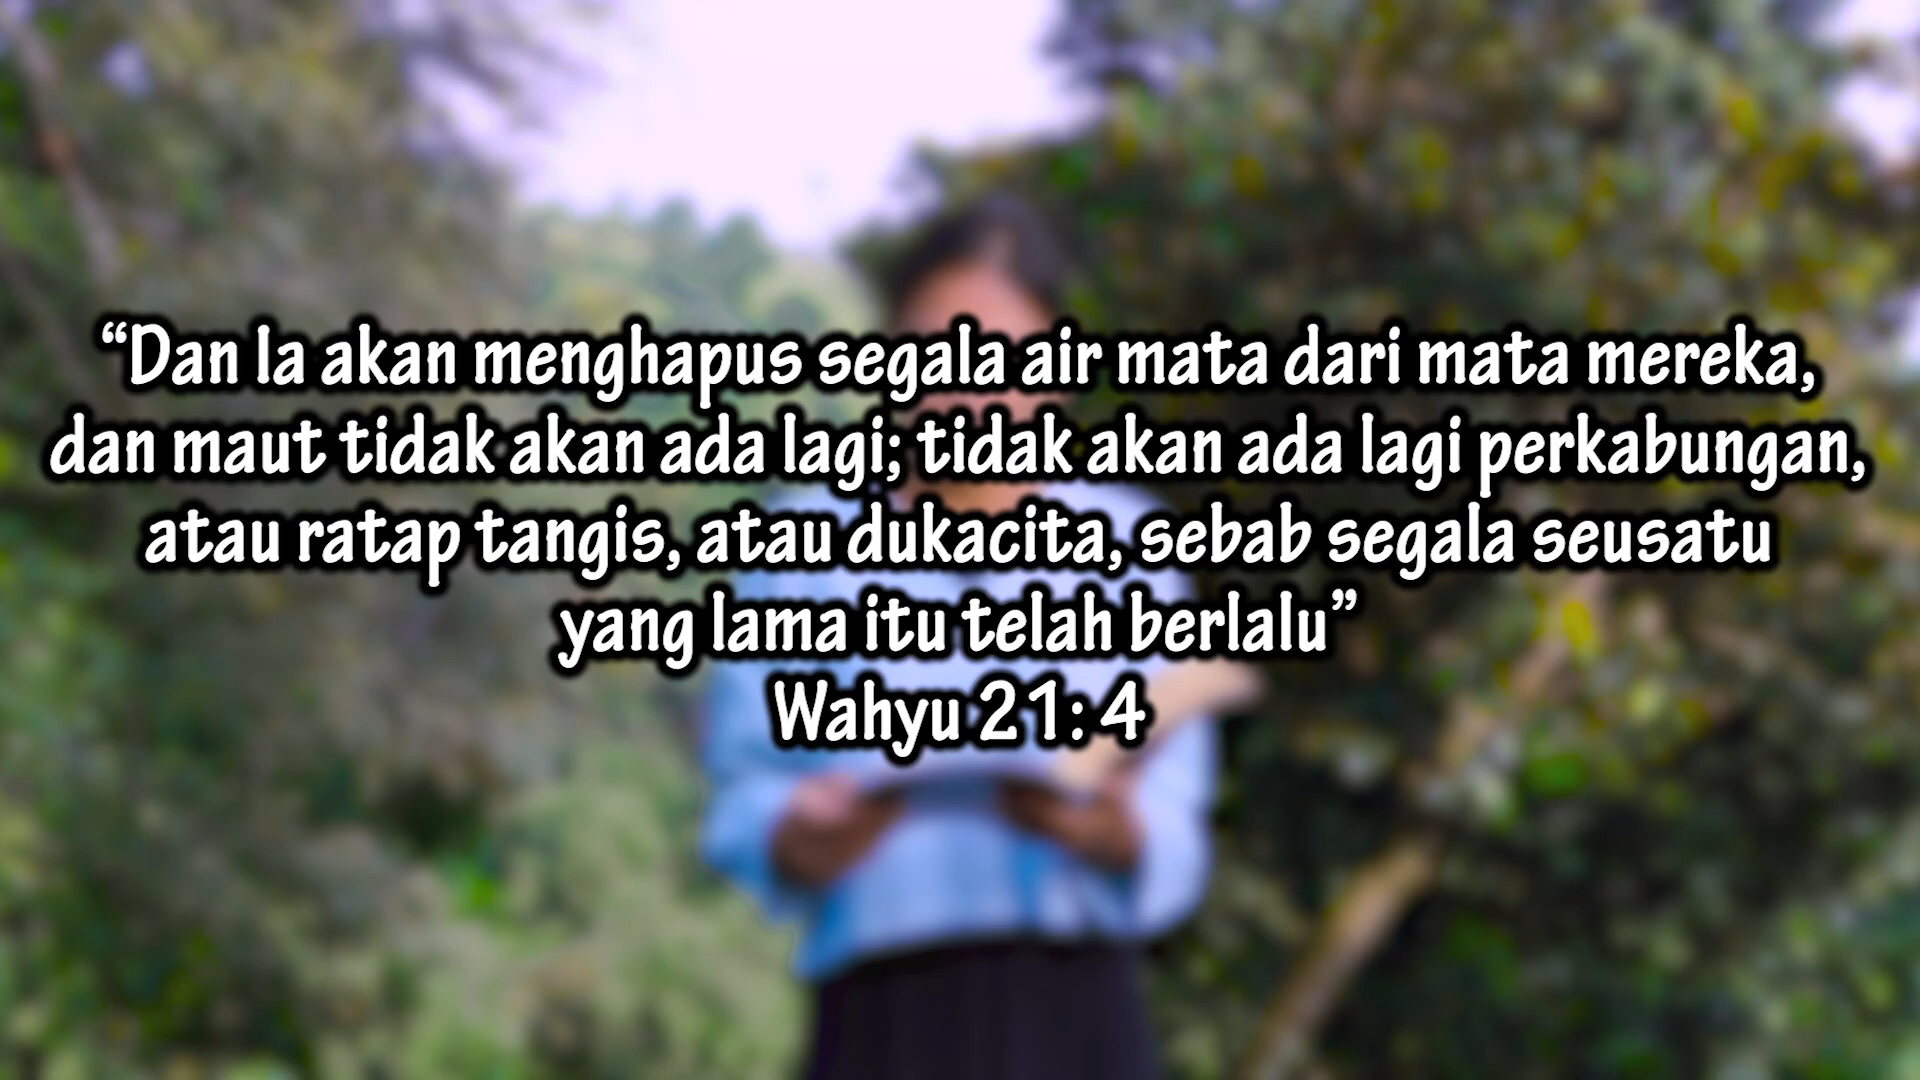 “Dan Ia akan menghapus segala air mata dari mata mereka,
dan maut tidak akan ada lagi; tidak akan ada lagi perkabungan,
atau ratap tangis, atau dukacita, sebab segala seusatu
yang lama itu telah berlalu”
Wahyu 21: 4